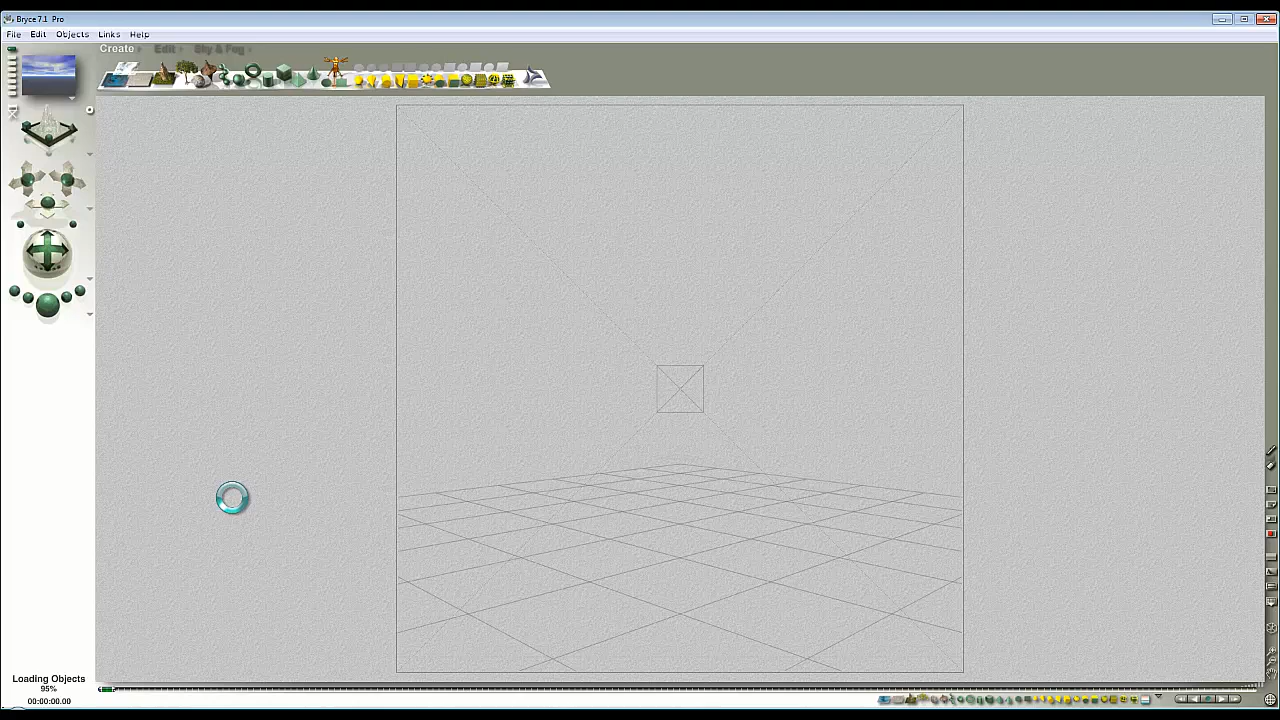 Bryce 7.1 Pro
File Edit Objects Links Help
Create Edit Sky & Fog
Loading Objects
95%
00:00:00.00